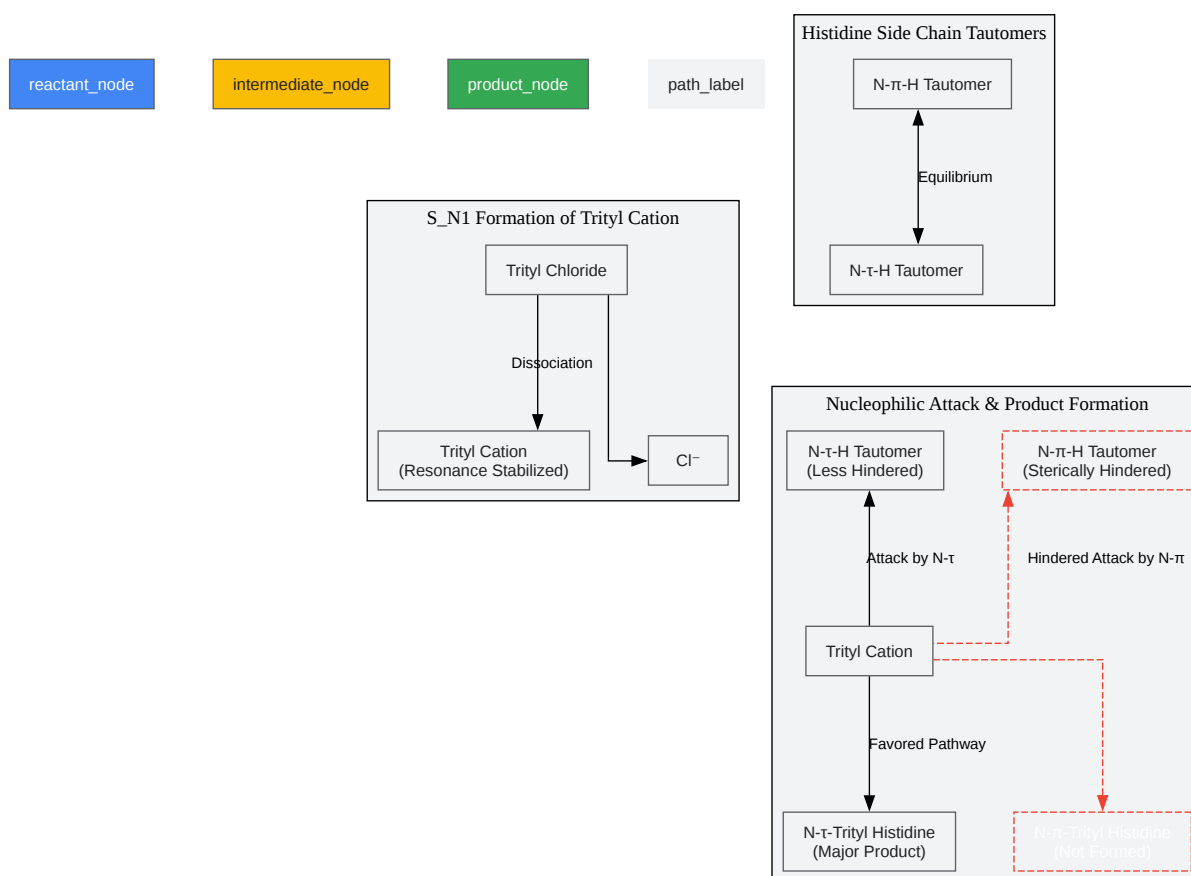 Histidine Side Chain Tautomers
reactant_node
intermediate_node
product_node
path_label
N-π-H Tautomer
Equilibrium
N-τ-H Tautomer
S_N1 Formation of Trityl Cation
Trityl Chloride
Dissociation
Trityl Cation
(Resonance Stabilized)
Cl⁻
Nucleophilic Attack & Product Formation
N-τ-H Tautomer
(Less Hindered)
N-π-H Tautomer
(Sterically Hindered)
Attack by N-τ
Hindered Attack by N-π
Trityl Cation
Favored Pathway
N-τ-Trityl Histidine
(Major Product)
N-π-Trityl Histidine
(Not Formed)